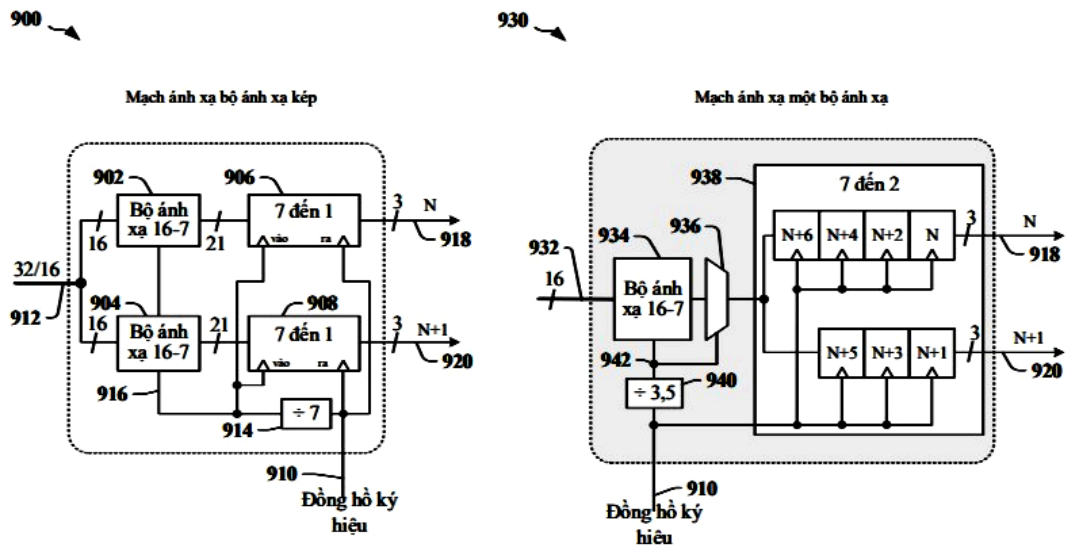 900
Mạch ánh xạ bộ ánh xạ kép
902
906
Bộ ánh
xạ 16-7
7 đến 1
vào
ra
16
21
3
N
918
32/16
912
904
908
Bộ ánh
xạ 16-7
7 đến 1
vào
ra
16
21
3
N+1
920
916
÷ 7
914
910
Đồng hồ ký
hiệu
930
Mạch ánh xạ một bộ ánh xạ
938
7 đến 2
936
934
932
16
Bộ ánh
xạ 16-7
N+6
N+4
N+2
N
3
N
918
N+5
N+3
N+1
3
N+1
920
942
÷ 3,5
940
910
Đồng hồ ký
hiệu